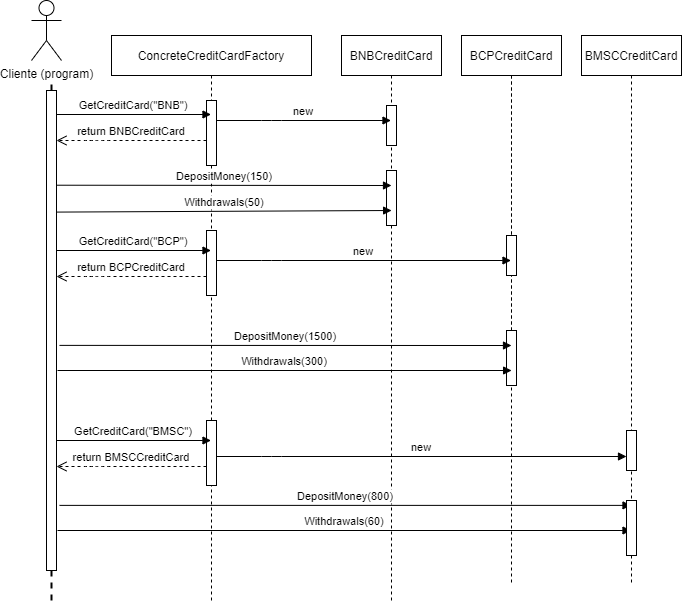 Cliente (program)
ConcreteCreditCardFactory
BNBCreditCard
BCPCreditCard
BMSCCreditCard
GetCreditCard("BNB")
new
return BNBCreditCard
DepositMoney(150)
Withdrawals(50)
GetCreditCard("BCP")
new
return BCPCreditCard
DepositMoney(1500)
Withdrawals(300)
GetCreditCard("BMSC")
new
return BMSCCreditCard
DepositMoney(800)
Withdrawals(60)